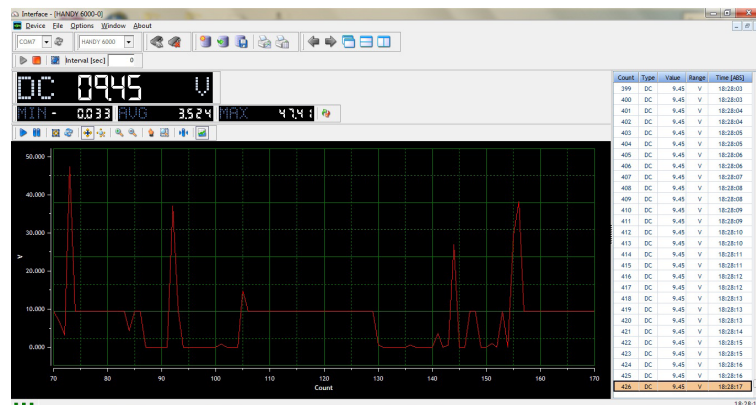 Interface - [HANDY 6000-0]
Device File Options Window About
COM7 HANDY 6000
Interval [sec] 0
DC 09.45 V
MIN - 0.033 AVG 3.524 MAX 47.41
50.000
40.000
30.000
20.000
10.000
0.000
V
70 80 90 100 110 120 130 140 150 160 170
Count
Count Type Value Range Time [ABS]
399 DC 9.45 V 18:28:03
400 DC 9.45 V 18:28:03
401 DC 9.45 V 18:28:04
402 DC 9.45 V 18:28:04
403 DC 9.45 V 18:28:05
404 DC 9.45 V 18:28:05
405 DC 9.45 V 18:28:06
406 DC 9.45 V 18:28:06
407 DC 9.45 V 18:28:07
408 DC 9.45 V 18:28:08
409 DC 9.45 V 18:28:08
410 DC 9.45 V 18:28:09
411 DC 9.45 V 18:28:09
412 DC 9.45 V 18:28:10
413 DC 9.45 V 18:28:10
414 DC 9.45 V 18:28:11
415 DC 9.45 V 18:28:11
416 DC 9.45 V 18:28:12
417 DC 9.45 V 18:28:12
418 DC 9.45 V 18:28:13
419 DC 9.45 V 18:28:13
420 DC 9.45 V 18:28:13
421 DC 9.45 V 18:28:14
422 DC 9.45 V 18:28:15
423 DC 9.45 V 18:28:15
424 DC 9.45 V 18:28:16
425 DC 9.45 V 18:28:16
426 DC 9.45 V 18:28:17